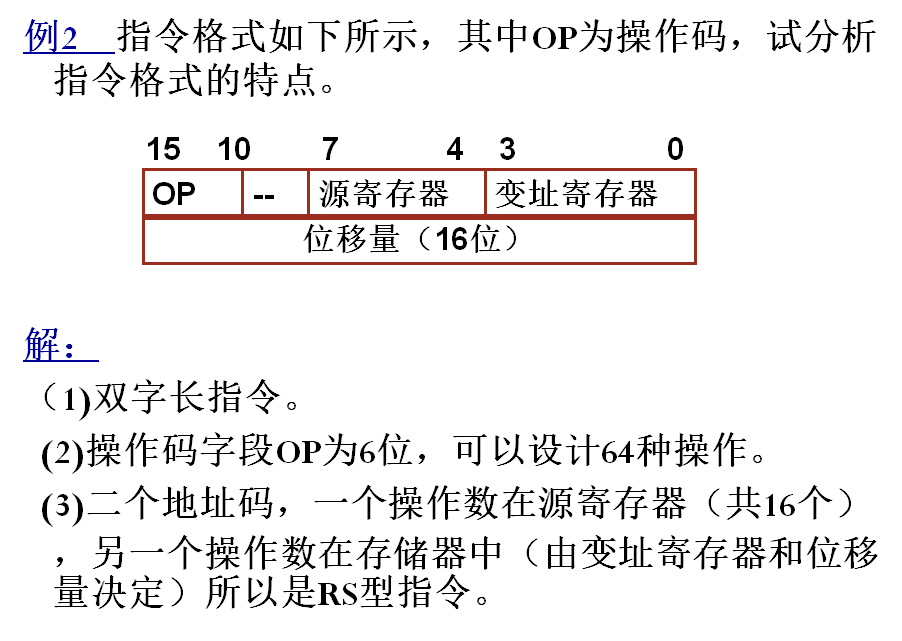 例2 指令格式如下所示，其中OP为操作码，试分析
指令格式的特点。
15 10 7 4 3 0
OP -- 源寄存器 变址寄存器
位移量（16位）
解：
（1)双字长指令。
(2)操作码字段OP为6位，可以设计64种操作。
(3)二个地址码，一个操作数在源寄存器（共16个）
，另一个操作数在存储器中（由变址寄存器和位移
量决定）所以是RS型指令。